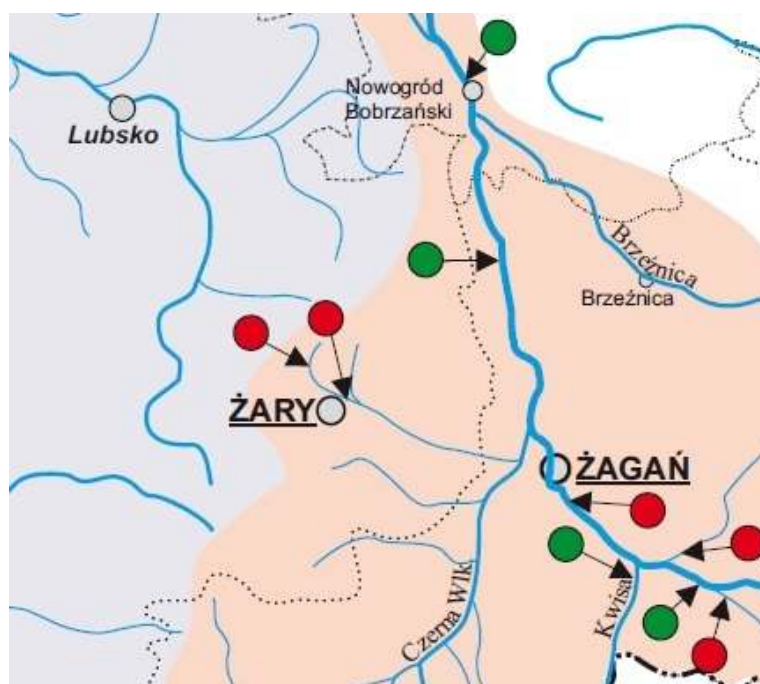 Nowogród
Bobrzański
Lubsko
Brzeźnica
Brzeźnica
ŻARY
ŻAGAŃ
Kwisa
Czerna Wlk.